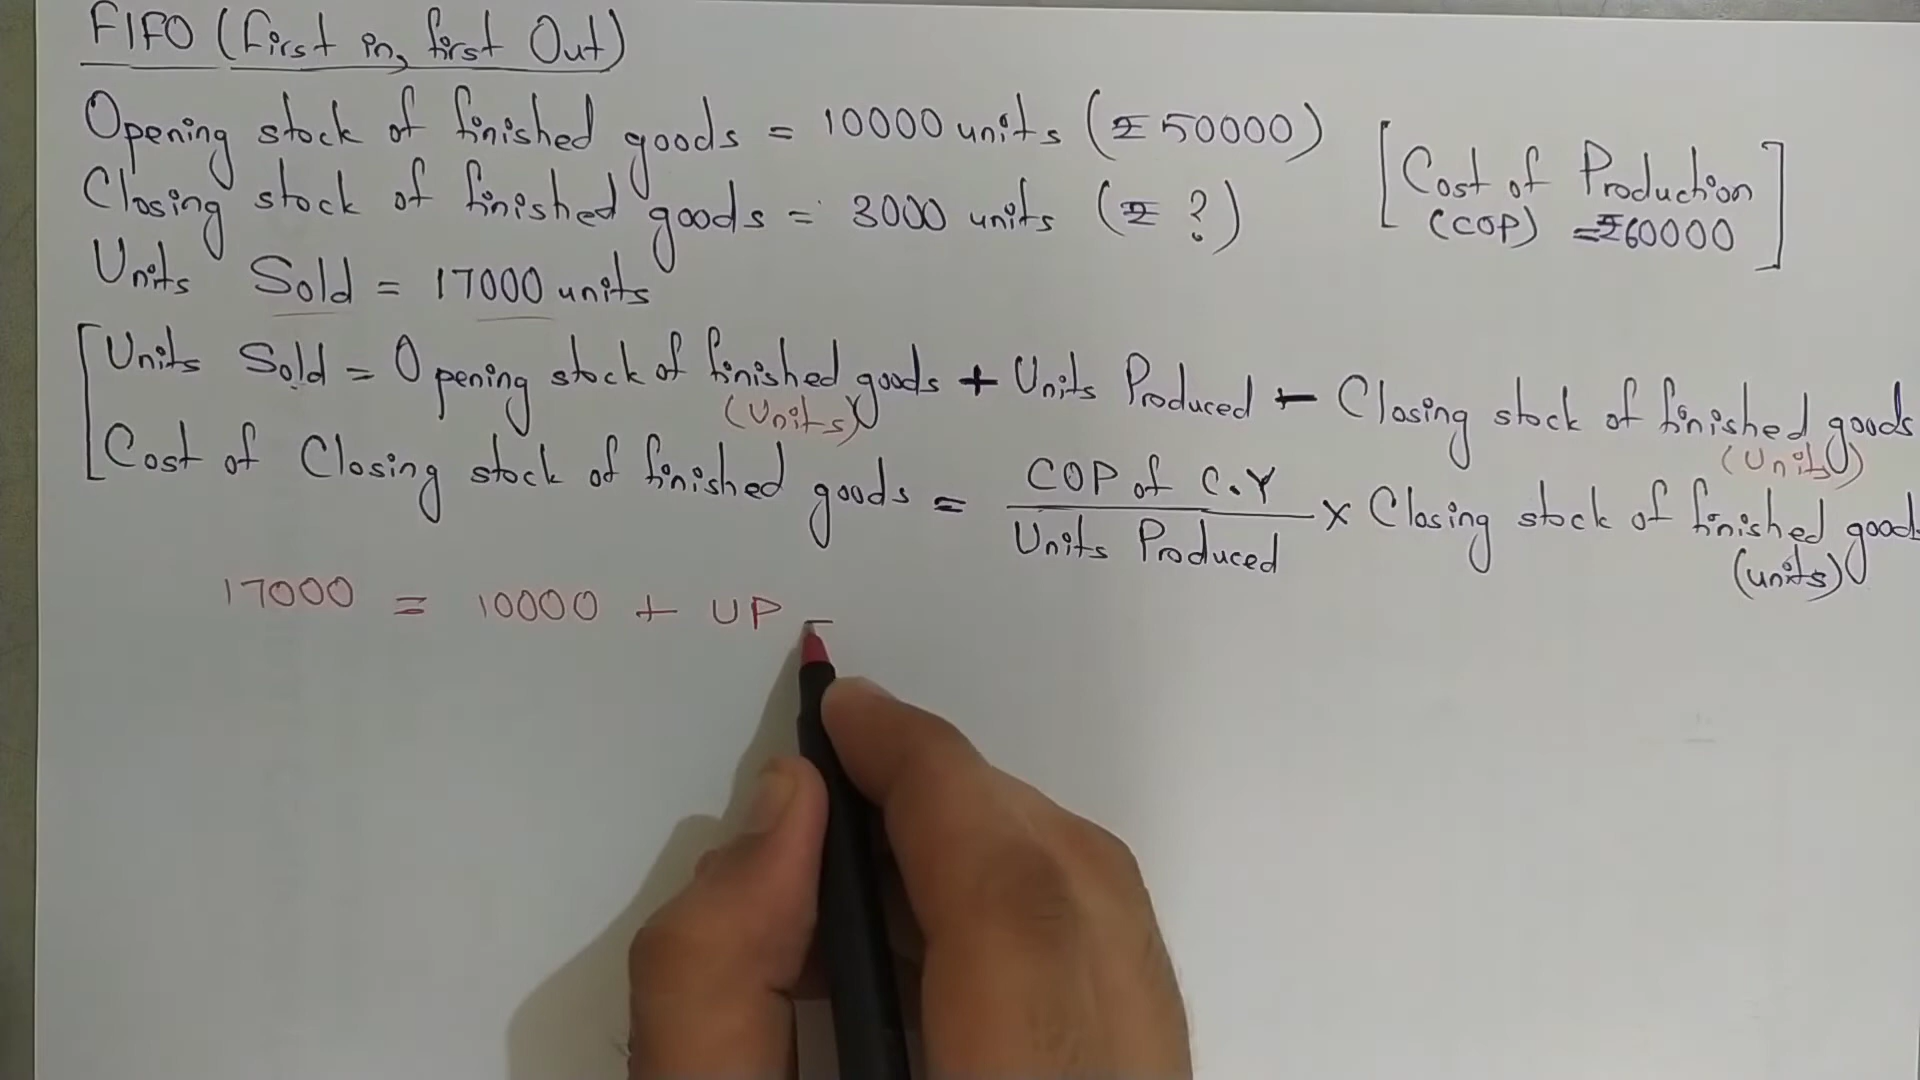 FIFO (First in, first Out)
Opening stock of finished goods = 10000 units (₹ 50000)
Closing stock of finished goods = 3000 units (₹ ?)
Units Sold = 17000 units
[Cost of Production
(COP) = ₹60000]
[Units Sold = Opening stock of finished goods + Units Produced - Closing stock of finished goods
(Units) (Units)
Cost of Closing stock of finished goods = COP of C.Y / Units Produced × Closing stock of finished goods
(units)
17000 = 10000 + UP -